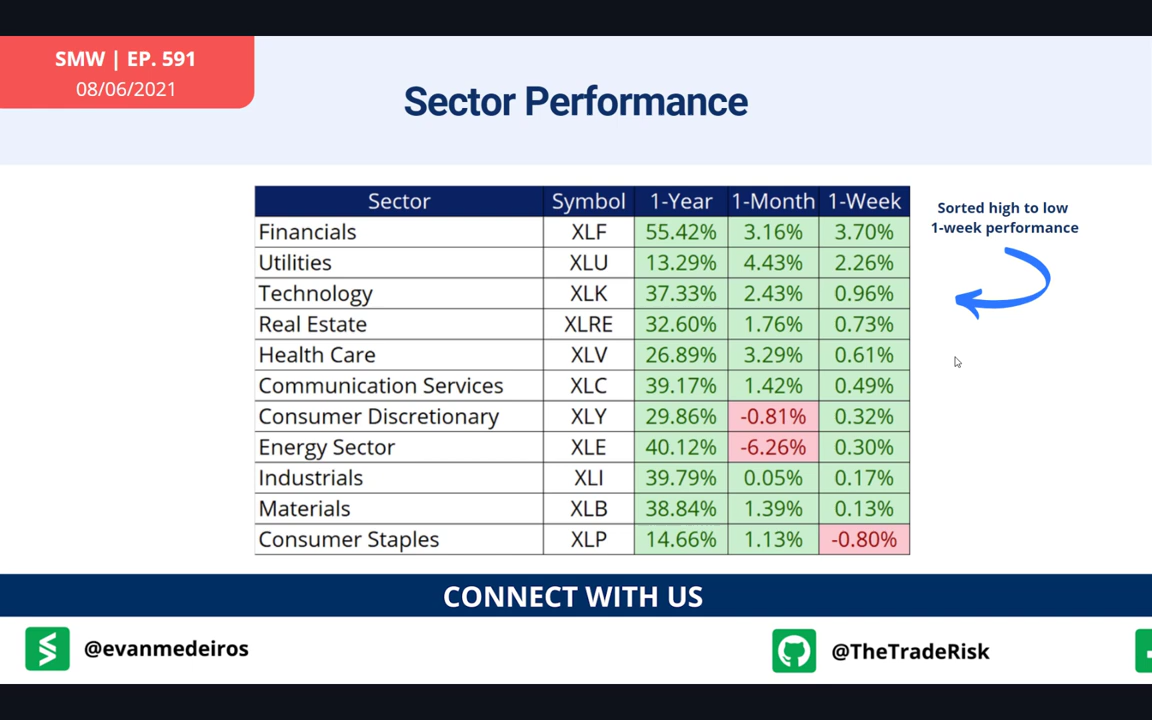 SMW | EP. 591
08/06/2021
Sector Performance
Sector Symbol 1-Year 1-Month 1-Week
Financials XLF 55.42% 3.16% 3.70%
Utilities XLU 13.29% 4.43% 2.26%
Technology XLK 37.33% 2.43% 0.96%
Real Estate XLRE 32.60% 1.76% 0.73%
Health Care XLV 26.89% 3.29% 0.61%
Communication Services XLC 39.17% 1.42% 0.49%
Consumer Discretionary XLY 29.86% -0.81% 0.32%
Energy Sector XLE 40.12% -6.26% 0.30%
Industrials XLI 39.79% 0.05% 0.17%
Materials XLB 38.84% 1.39% 0.13%
Consumer Staples XLP 14.66% 1.13% -0.80%
Sorted high to low
1-week performance
CONNECT WITH US
@evanmedeiros @TheTradeRisk